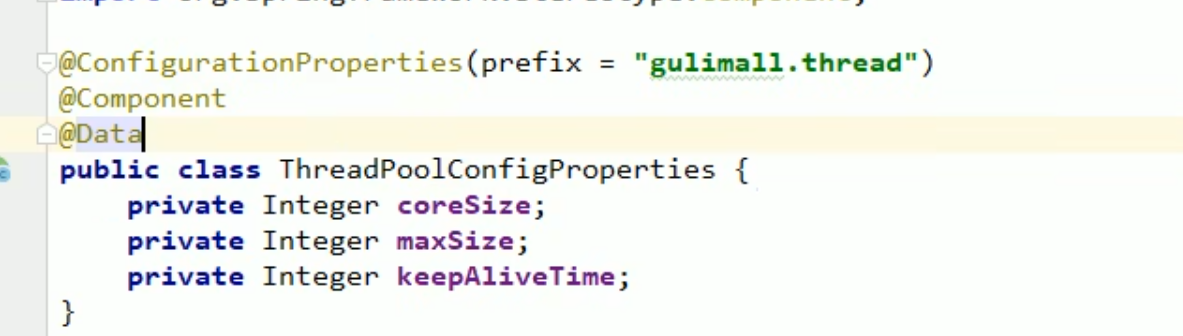 @ConfigurationProperties(prefix = "gulimall.thread")
@Component
@Data
public class ThreadPoolConfigProperties {
    private Integer coreSize;
    private Integer maxSize;
    private Integer keepAliveTime;
}